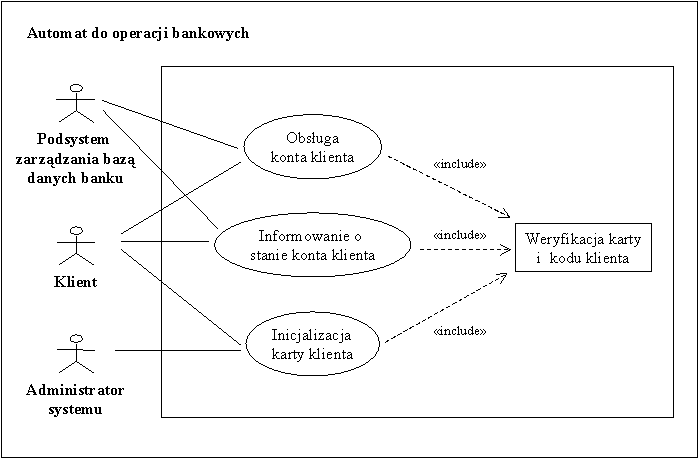 Automat do operacji bankowych
Podsystem
zarządzania bazą
danych banku
Klient
Administrator
systemu
Obsługa
konta klienta
Informowanie o
stanie konta klienta
Inicjalizacja
karty klienta
«include»
«include»
«include»
Weryfikacja karty
i kodu klienta